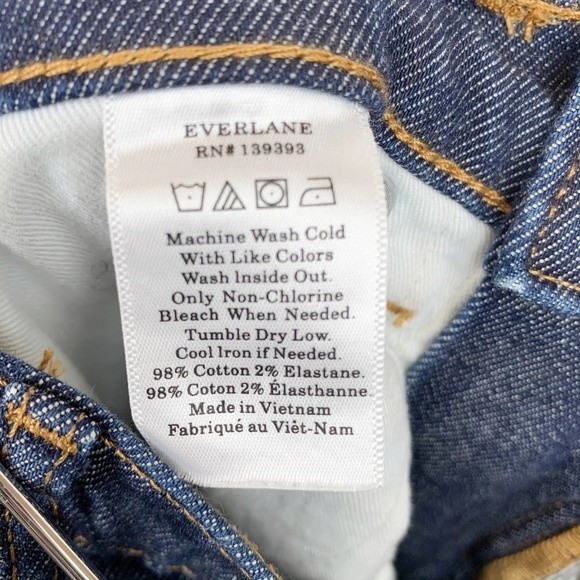 EVERLANE
RN# 139393
Machine Wash Cold
With Like Colors
Wash Inside Out.
Only Non-Chlorine
Bleach When Needed.
Tumble Dry Low.
Cool Iron if Needed.
98% Cotton 2% Elastane.
98% Coton 2% Élasthanne.
Made in Vietnam
Fabriqué au Viêt-Nam